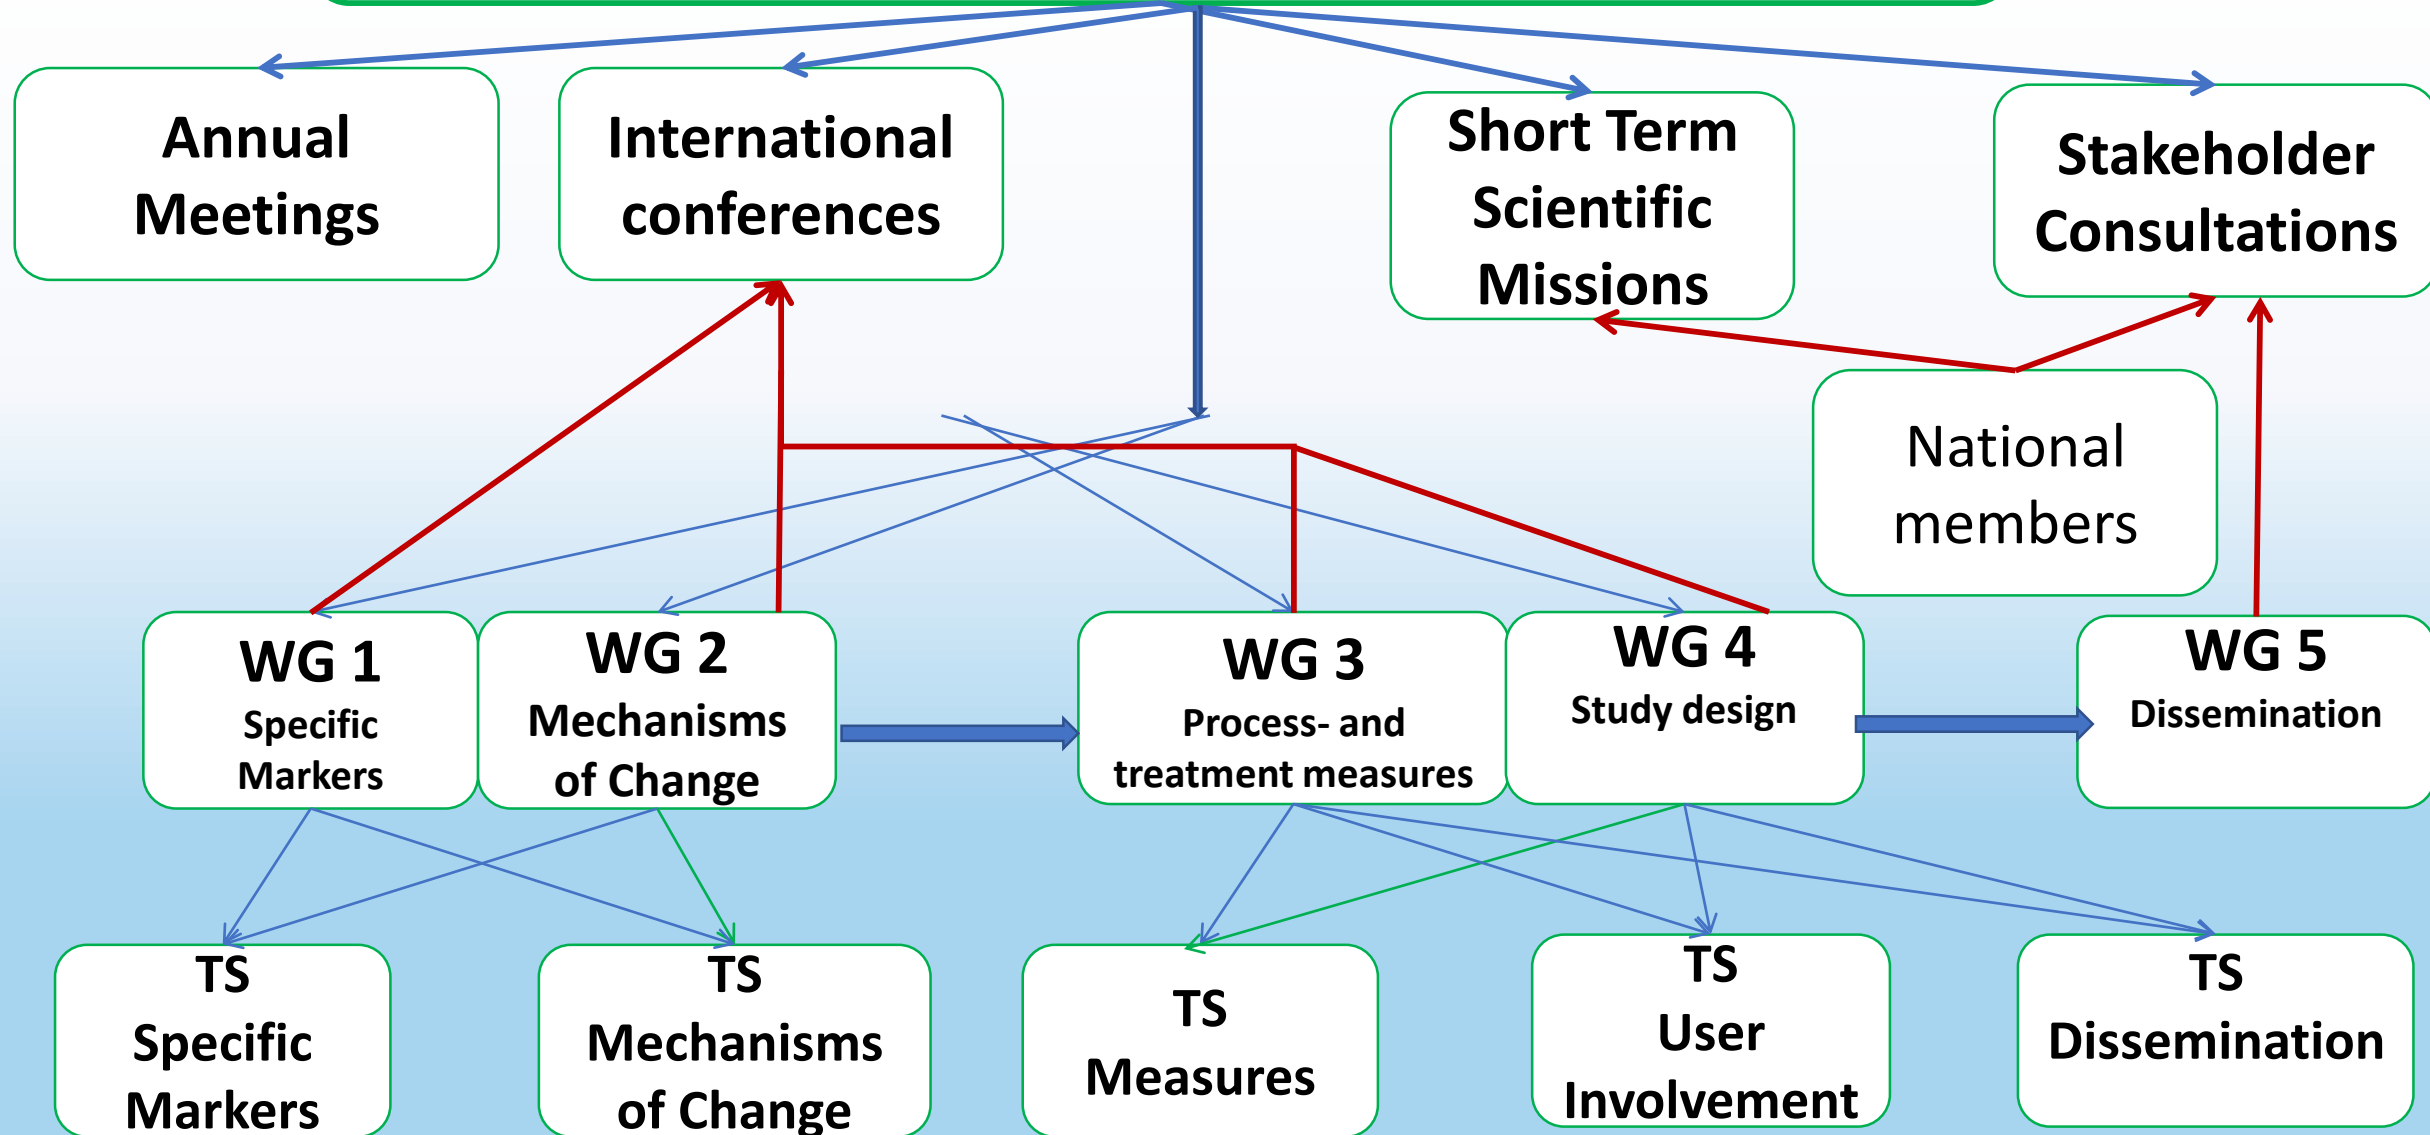 Annual
Meetings
International
conferences
Short Term
Scientific
Missions
Stakeholder
Consultations
National
members
WG 1
Specific
Markers
WG 2
Mechanisms
of Change
WG 3
Process- and
treatment measures
WG 4
Study design
WG 5
Dissemination
TS
Specific
Markers
TS
Mechanisms
of Change
TS
Measures
TS
User
Involvement
TS
Dissemination